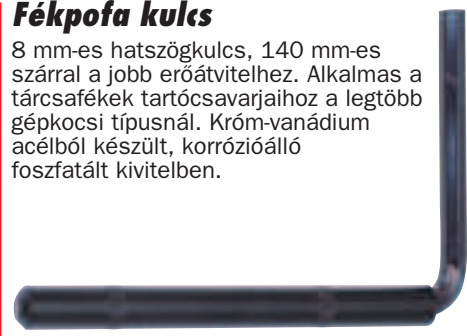 Fékpofa kulcs
8 mm-es hatszögkulcs, 140 mm-es
szárral a jobb erőátvitelhez. Alkalmas a
tárcsafékek tartócsavarjaihoz a legtöbb
gépkocsi típusnál. Króm-vanádium
acélból készült, korrózióálló
foszfatált kivitelben.